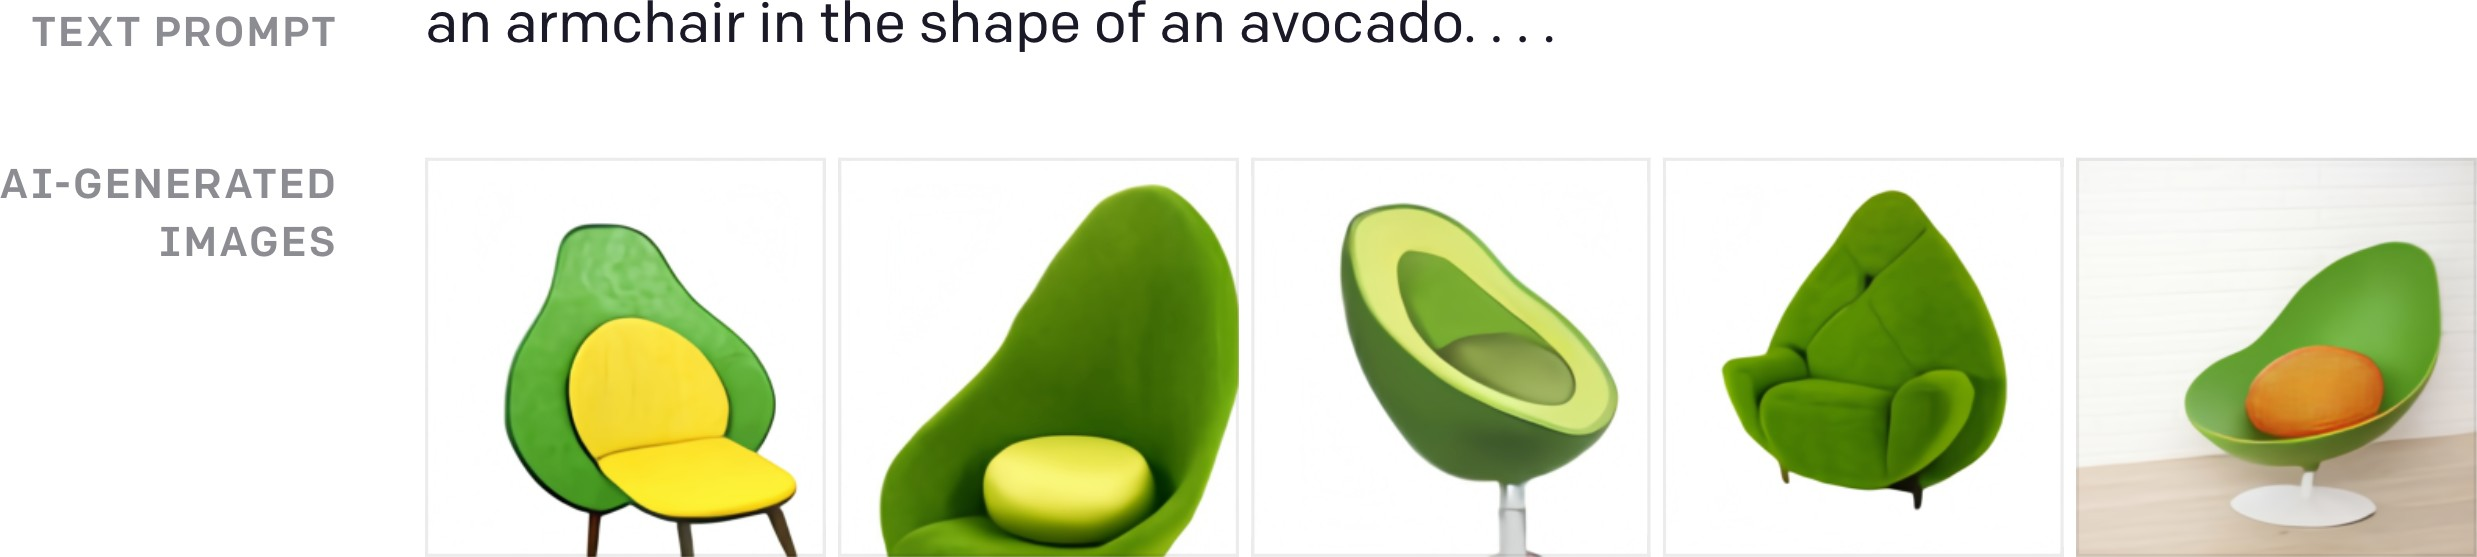 TEXT PROMPT
an armchair in the shape of an avocado. . . .
AI-GENERATED
IMAGES